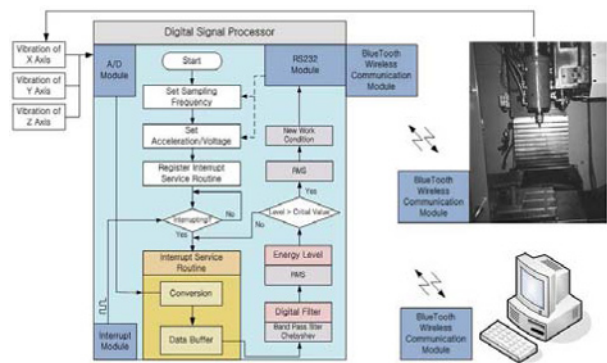 Digital Signal Processor
Vibration of
X Axis
Vibration of
Y Axis
Vibration of
Z Axis
A/D
Module
Start
Set Sampling
Frequency
Set
Acceleration/Voltage
Register Interrupt
Service Routine
Interrupting?
No
Yes
Interrupt Service
Routine
Conversion
Data Buffer
Interrupt Module
RS232
Module
New Work
Condition
RMS
Yes
Level > Critial Value
No
Energy Level
RMS
Digital Filter
Band Pass filter
Chebyshev
BlueTooth
Wireless
Communication
Module
BlueTooth
Wireless
Communication
Module
BlueTooth
Wireless
Communication
Module